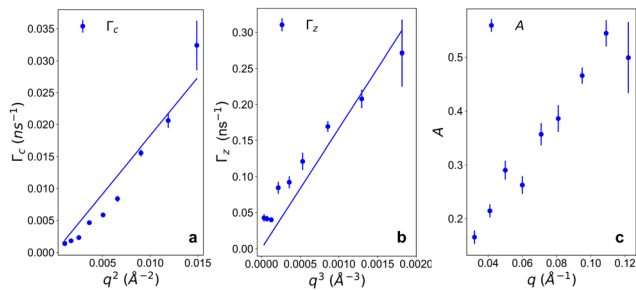 Γc
Γc (ns⁻¹)
0.035
0.030
0.025
0.020
0.015
0.010
0.005
0.000
0.005
0.010
0.015
q² (Å⁻²)
a
Γz
Γz (ns⁻¹)
0.30
0.25
0.20
0.15
0.10
0.05
0.00
0.0000
0.0005
0.0010
0.0015
0.0020
q³ (Å⁻³)
b
A
A
0.5
0.4
0.3
0.2
0.04
0.06
0.08
0.10
0.12
q (Å⁻¹)
c